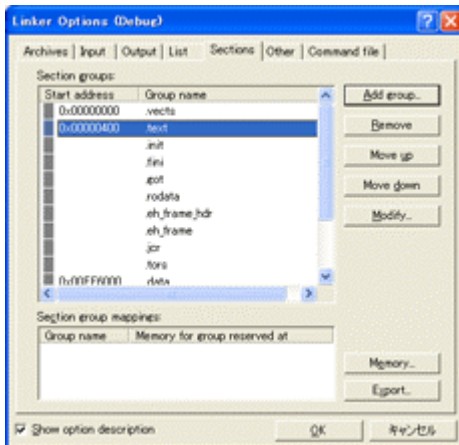 Linker Options (Debug)
Archives Input Output List Sections Other Command file
Section groups:
Start address Group name
0x00000000 .vects
0x00000400 .text
.init
.fini
.got
.rodata
.eh_frame_hdr
.eh_frame
.jcr
.tors
0x00FF6000 .data
Add group...
Remove
Move up
Move down
Modify...
Section group mappings:
Group name Memory for group reserved at
Memory...
Export...
Show option description
OK
キャンセル